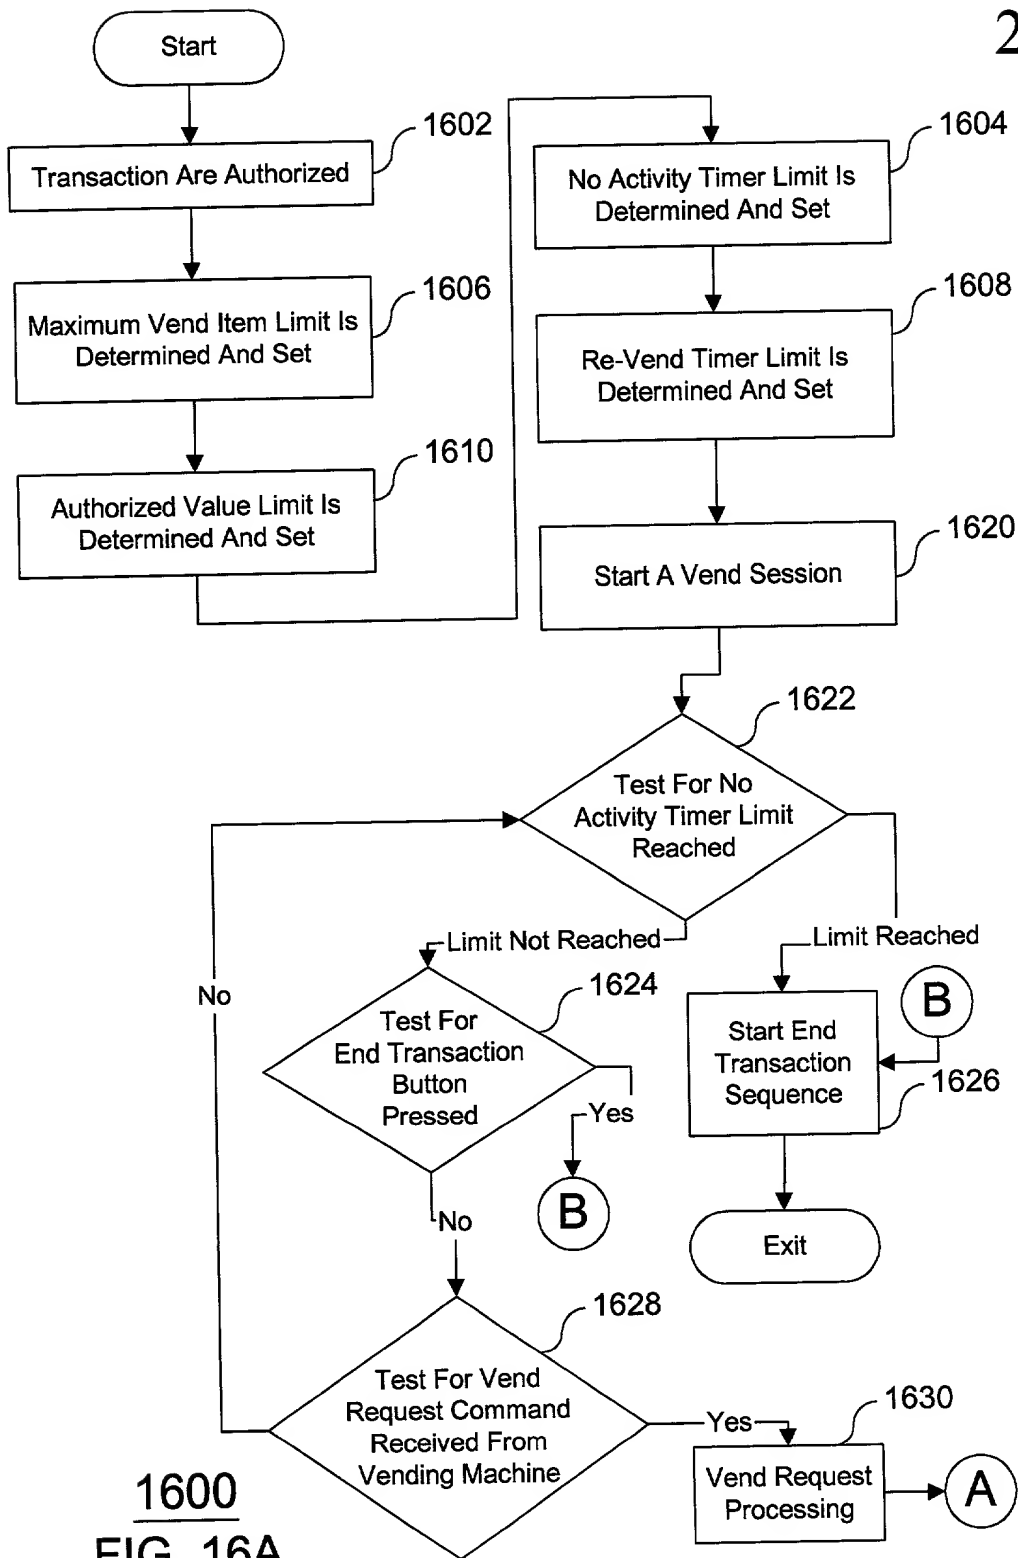 2
Start
1602
Transaction Are Authorized
1606
Maximum Vend Item Limit Is
Determined And Set
1610
Authorized Value Limit Is
Determined And Set
1604
No Activity Timer Limit Is
Determined And Set
1608
Re-Vend Timer Limit Is
Determined And Set
1620
Start A Vend Session
1622
Test For No
Activity Timer Limit
Reached
Limit Not Reached
Limit Reached
No
1624
Test For
End Transaction
Button
Pressed
Yes
B
B
Start End
Transaction
Sequence
1626
No
Exit
1628
Test For Vend
Request Command
Received From
Vending Machine
Yes
1630
Vend Request
Processing
A
1600
FIG. 16A